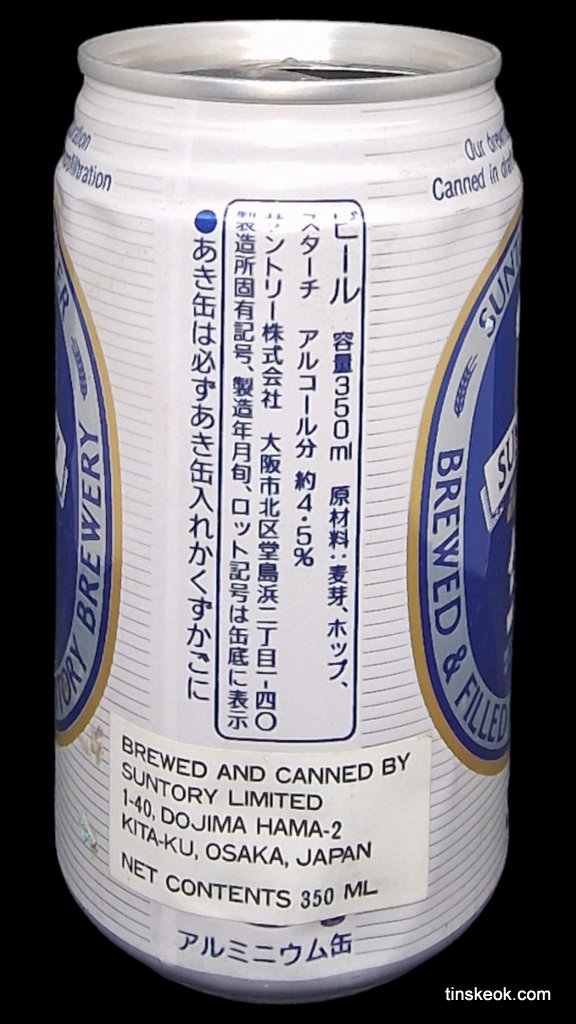 Our
Canned in
filtration
SUNT
BREWED & FILLED
BREWERY
ビール 容量350ml 原材料:麦芽、ホップ、
スターチ アルコール分 約4.5%
サントリー株式会社 大阪市北区堂島浜二丁目一-四〇
製造所固有記号、製造年月旬、ロット記号は缶底に表示
●あき缶は必ずあき缶入れかくずかごに
BREWED AND CANNED BY
SUNTORY LIMITED
1-40, DOJIMA HAMA-2
KITA-KU, OSAKA, JAPAN
NET CONTENTS 350 ML
アルミニウム缶
tinskeok.com